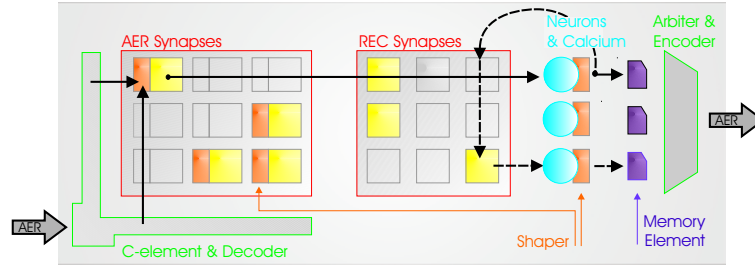 AER Synapses
REC Synapses
Neurons
& Calcium
Arbiter &
Encoder
AER
AER
C-element & Decoder
Shaper
Memory
Element